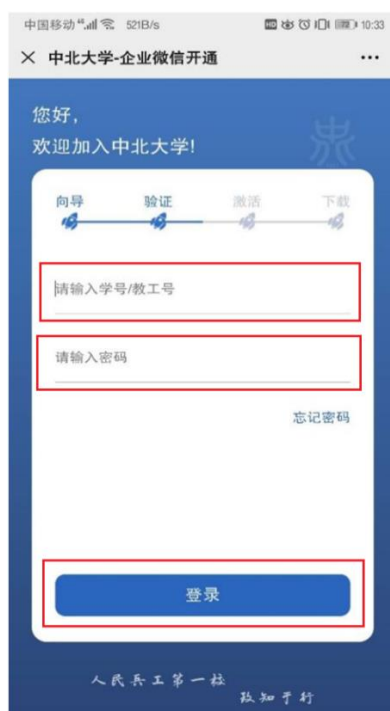 中国移动 46 521B/s HD 10:33
× 中北大学-企业微信开通 ...
您好，
欢迎加入中北大学!
向导 验证 激活 下载
请输入学号/教工号
请输入密码
忘记密码
登录
人民兵工第一校
致知于行